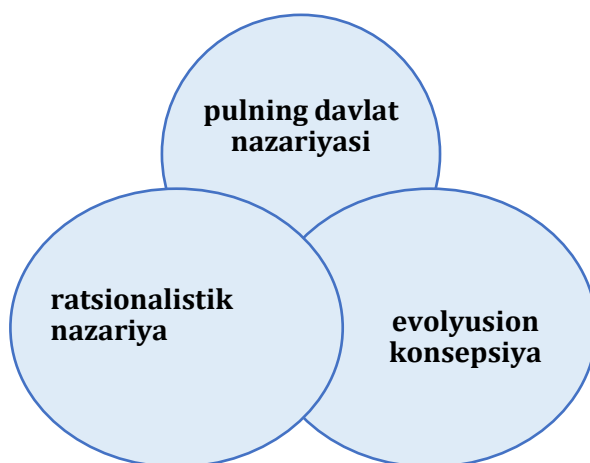 pulning davlat
nazariyasi
ratsionalistik
nazariya
evolyusion
konsepsiya